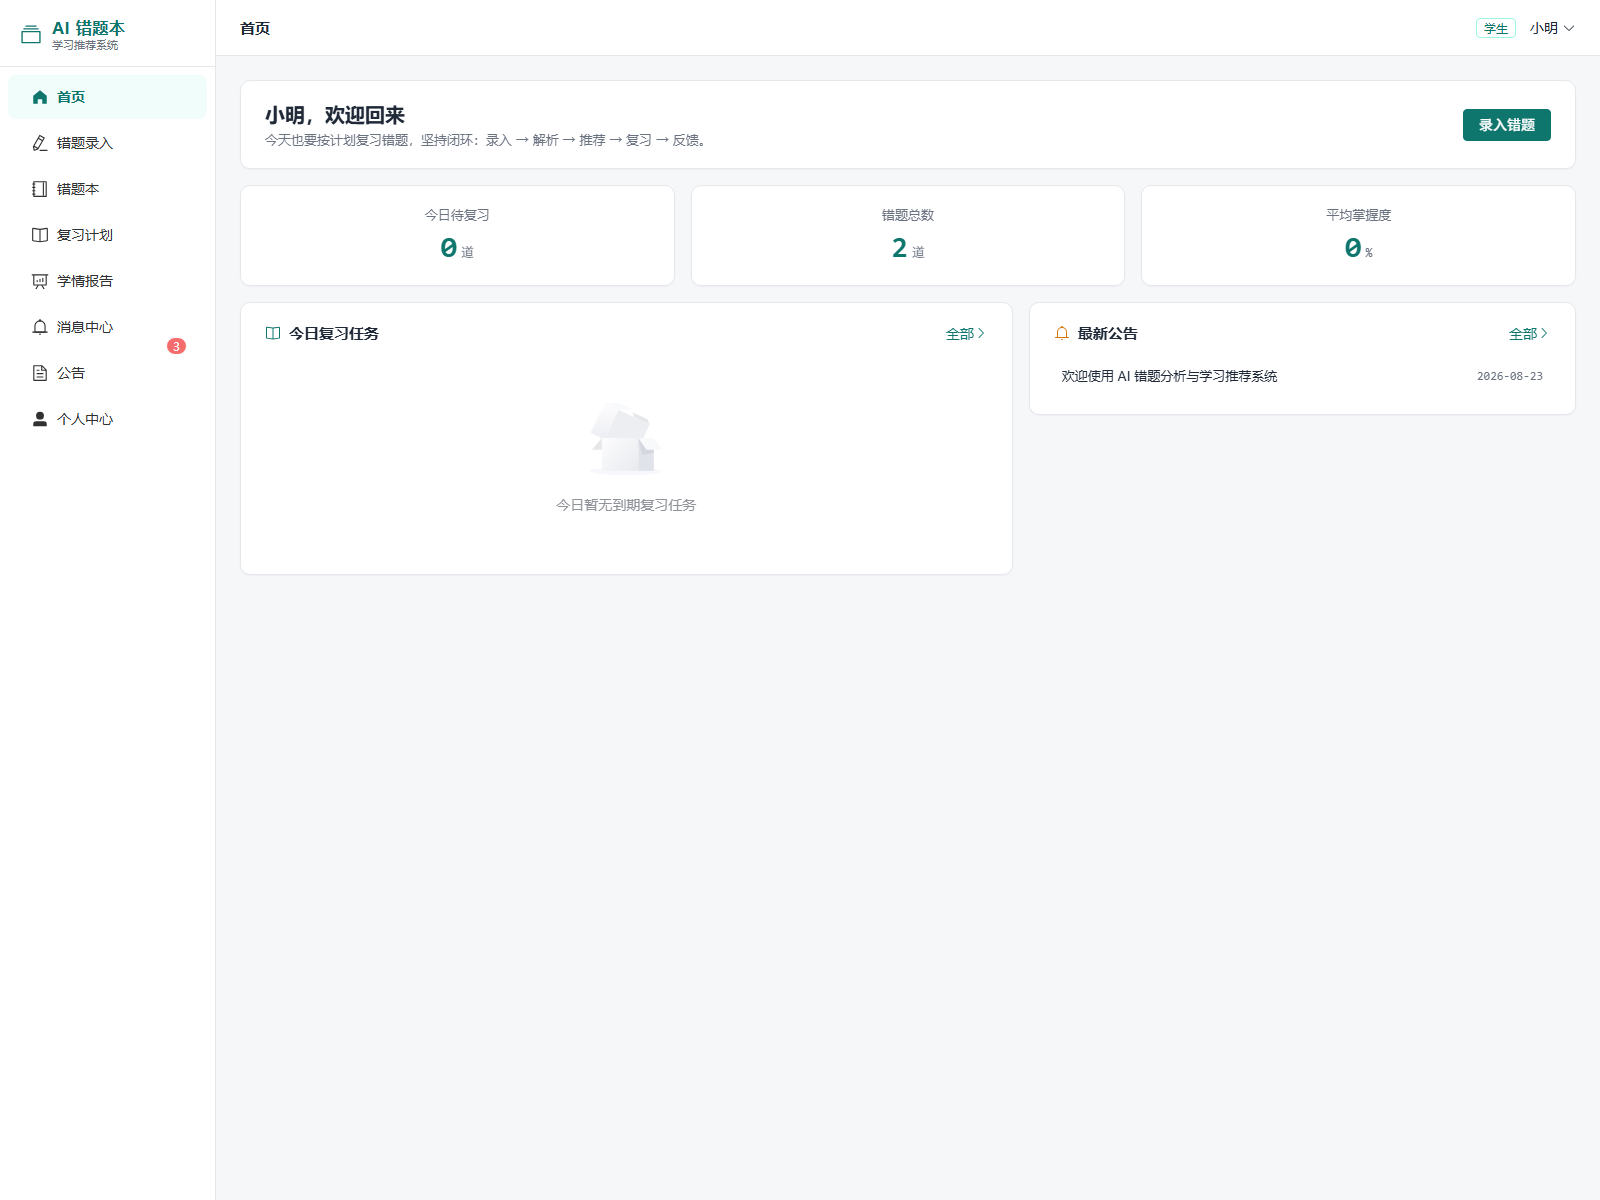 AI 错题本
学习推荐系统
首页
错题录入
错题本
复习计划
学情报告
消息中心
3
公告
个人中心
首页
学生
小明
小明，欢迎回来
今天也要按计划复习错题，坚持闭环：录入 → 解析 → 推荐 → 复习 → 反馈。
录入错题
今日待复习
0 道
错题总数
2 道
平均掌握度
0 %
今日复习任务
全部
今日暂无到期复习任务
最新公告
全部
欢迎使用 AI 错题分析与学习推荐系统
2026-08-23